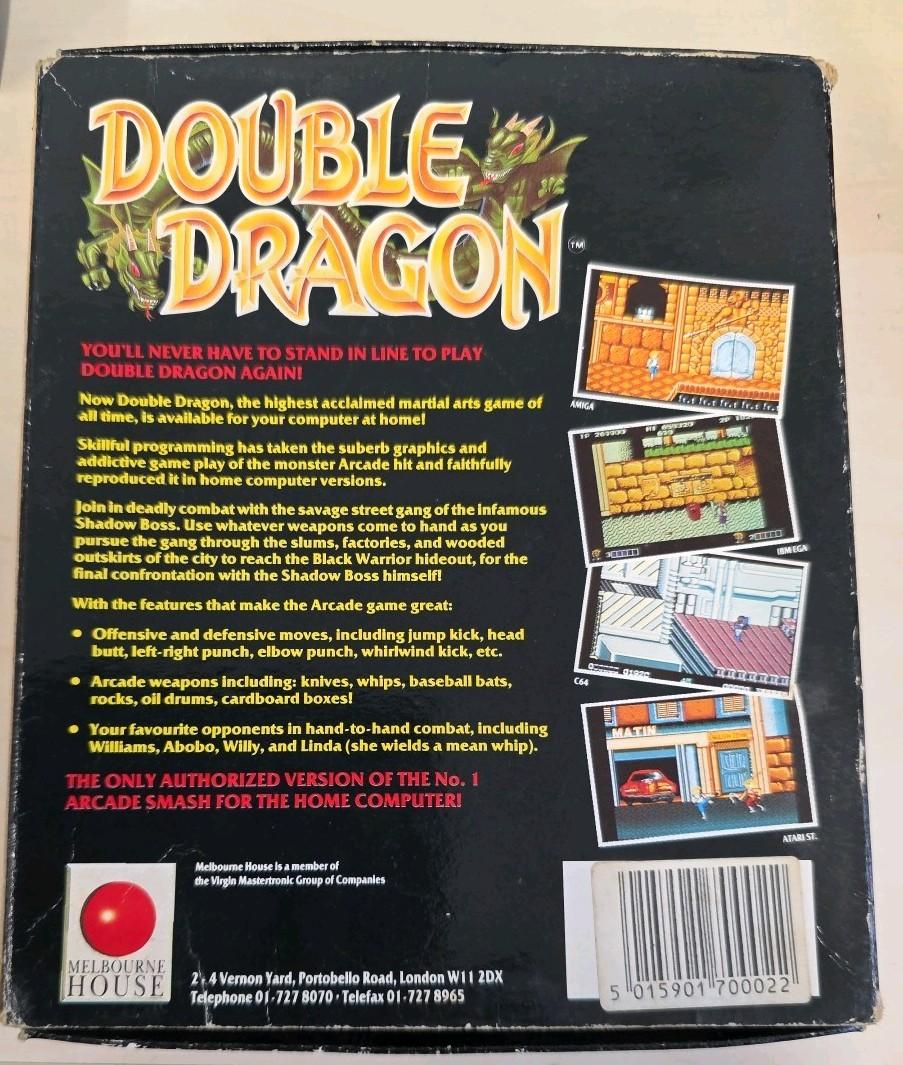 DOUBLE
DRAGON
TM
YOU'LL NEVER HAVE TO STAND IN LINE TO PLAY
DOUBLE DRAGON AGAIN!
Now Double Dragon, the highest acclaimed martial arts game of
all time, is available for your computer at home!
Skillful programming has taken the suberb graphics and
addictive game play of the monster Arcade hit and faithfully
reproduced it in home computer versions.
Join in deadly combat with the savage street gang of the infamous
Shadow Boss. Use whatever weapons come to hand as you
pursue the gang through the slums, factories, and wooded
outskirts of the city to reach the Black Warrior hideout, for the
final confrontation with the Shadow Boss himself!
With the features that make the Arcade game great:
• Offensive and defensive moves, including jump kick, head
butt, left-right punch, elbow punch, whirlwind kick, etc.
• Arcade weapons including: knives, whips, baseball bats,
rocks, oil drums, cardboard boxes!
• Your favourite opponents in hand-to-hand combat, including
Williams, Abobo, Willy, and Linda (she wields a mean whip).
THE ONLY AUTHORIZED VERSION OF THE No. 1
ARCADE SMASH FOR THE HOME COMPUTER!
AMIGA
IBM EGA
C64
MATIN
ATARI ST.
MELBOURNE
HOUSE
Melbourne House is a member of
the Virgin Mastertronic Group of Companies
2 - 4 Vernon Yard, Portobello Road, London W11 2DX
Telephone 01-727 8070 · Telefax 01-727 8965
5 015901 700022